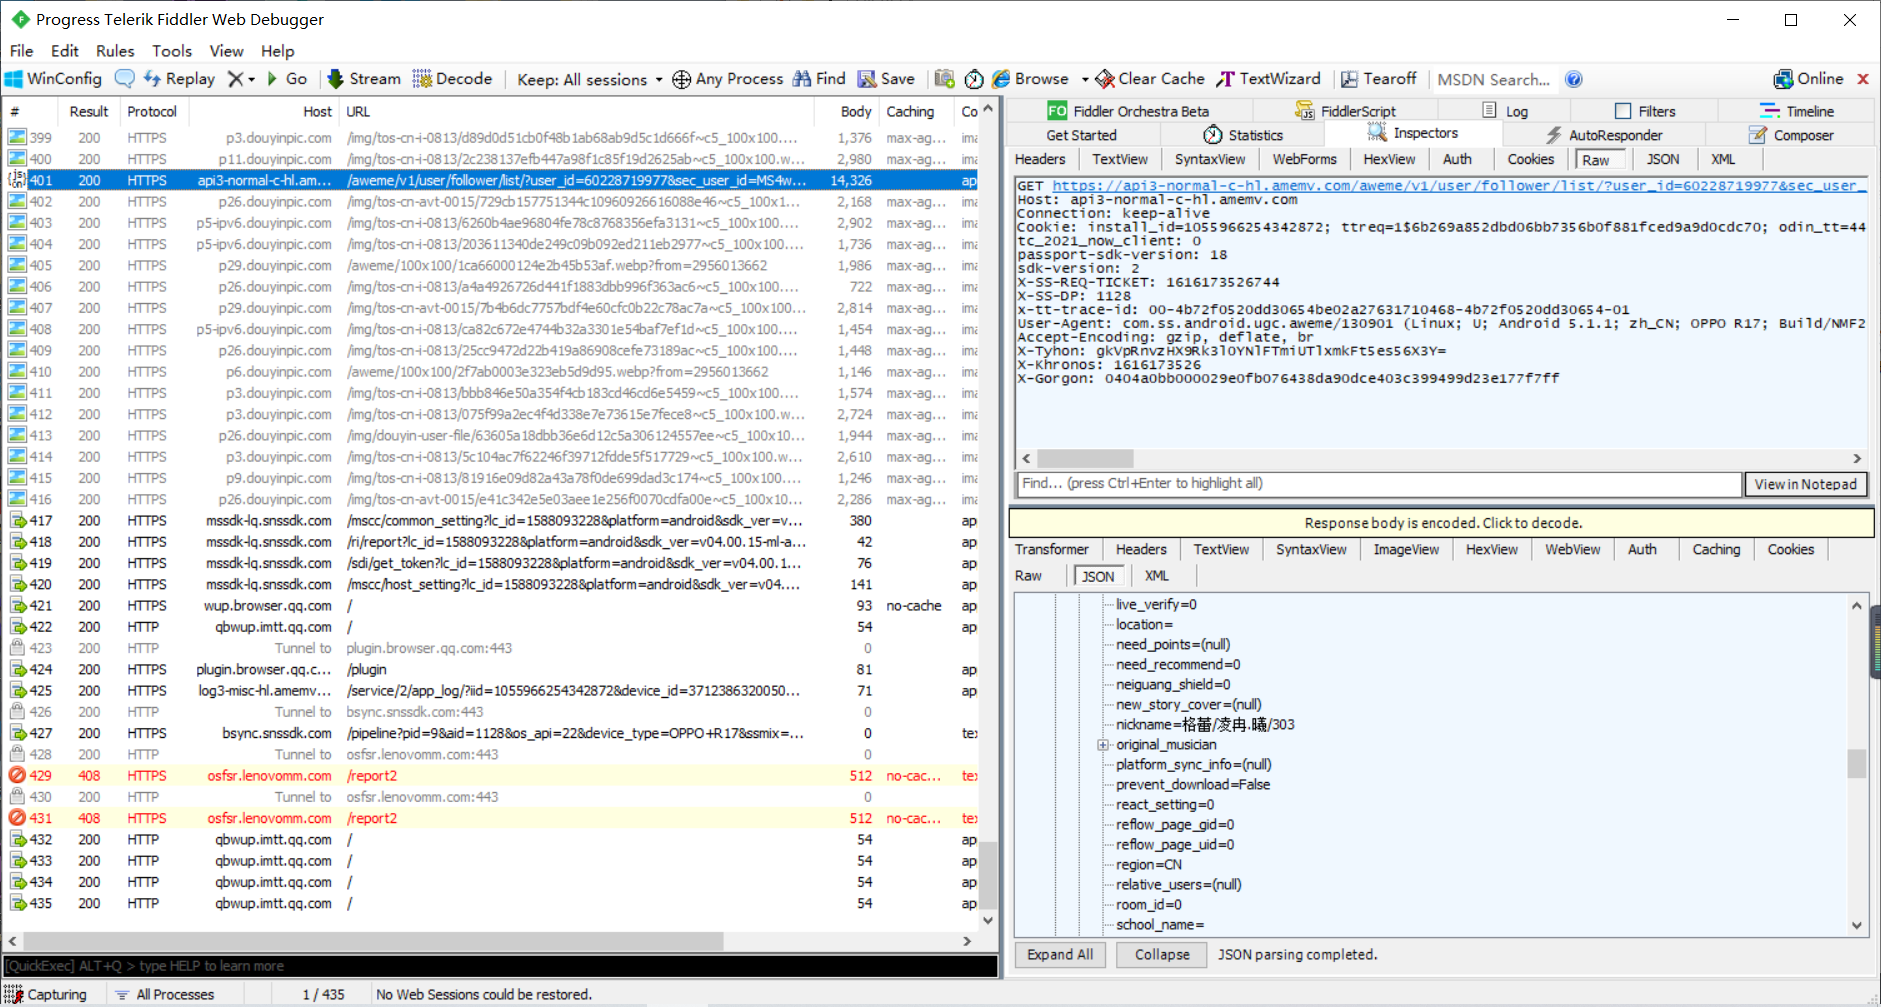 Progress Telerik Fiddler Web Debugger
File Edit Rules Tools View Help
WinConfig Replay Go Stream Decode Keep: All sessions Any Process Find Save Browse Clear Cache TextWizard Tearoff MSDN Search... Online
# Result Protocol Host URL Body Caching Co
399 200 HTTPS p3.douyinpic.com /img/tos-cn-i-0813/d89d0d51cb0f48b1ab68ab9d5c1d666f~c5_100x100.... 1,376 max-ag... ima
400 200 HTTPS p11.douyinpic.com /img/tos-cn-i-0813/2c238137efb447a98f1c85f19d2625ab~c5_100x100.w... 2,980 max-ag... ima
401 200 HTTPS api3-normal-c-hl.am... /aweme/v1/user/follower/list/?user_id=60228719977&sec_user_id=MS4w... 14,326 ap
402 200 HTTPS p26.douyinpic.com /img/tos-cn-avt-0015/729cb157751344c10960926616088e46~c5_100x1... 2,168 max-ag... ima
403 200 HTTPS p5-ipv6.douyinpic.com /img/tos-cn-i-0813/6260b4ae96804fe78c8768356efa3131~c5_100x100.... 2,902 max-ag... ima
404 200 HTTPS p5-ipv6.douyinpic.com /img/tos-cn-i-0813/203611340de249c09b092ed211eb2977~c5_100x100.... 1,736 max-ag... ima
405 200 HTTPS p29.douyinpic.com /aweme/100x100/1ca66000124e2b45b53af.webp?from=2956013662 1,986 max-ag... ima
406 200 HTTPS p26.douyinpic.com /img/tos-cn-i-0813/a4a4926726d441f1883dbb996f363ac6~c5_100x100.... 722 max-ag... ima
407 200 HTTPS p29.douyinpic.com /img/tos-cn-avt-0015/7b4b6dc7757bdf4e60cfc0b22c78ac7a~c5_100x10... 2,814 max-ag... ima
408 200 HTTPS p5-ipv6.douyinpic.com /img/tos-cn-i-0813/ca82c672e4744b32a3301e54baf7ef1d~c5_100x100.... 1,454 max-ag... ima
409 200 HTTPS p26.douyinpic.com /img/tos-cn-i-0813/25cc9472d22b419a86908cefe73189ac~c5_100x100.... 1,448 max-ag... ima
410 200 HTTPS p6.douyinpic.com /aweme/100x100/2f7ab0003e323eb5d9d95.webp?from=2956013662 1,146 max-ag... ima
411 200 HTTPS p3.douyinpic.com /img/tos-cn-i-0813/bbb846e50a354f4cb183cd46cd6e5459~c5_100x100.... 1,574 max-ag... ima
412 200 HTTPS p3.douyinpic.com /img/tos-cn-i-0813/075f99a2ec4f4d338e7e73615e7fece8~c5_100x100.w... 2,724 max-ag... ima
413 200 HTTPS p26.douyinpic.com /img/douyin-user-file/63605a18dbb36e6d12c5a306124557ee~c5_100x10... 1,944 max-ag... ima
414 200 HTTPS p3.douyinpic.com /img/tos-cn-i-0813/5c104ac7f62246f39712fdde5f517729~c5_100x100.w... 2,610 max-ag... ima
415 200 HTTPS p9.douyinpic.com /img/tos-cn-i-0813/81916e09d82a43a78f0de699dad3c174~c5_100x100.... 1,246 max-ag... ima
416 200 HTTPS p26.douyinpic.com /img/tos-cn-avt-0015/e41c342e5e03aee1e256f0070cdfa00e~c5_100x10... 2,286 max-ag... ima
417 200 HTTPS mssdk-lq.snssdk.com /mscc/common_setting?lc_id=1588093228&platform=android&sdk_ver=v... 380 ap
418 200 HTTPS mssdk-lq.snssdk.com /ri/report?lc_id=1588093228&platform=android&sdk_ver=v04.00.15-ml-a... 42 ap
419 200 HTTPS mssdk-lq.snssdk.com /sdi/get_token?lc_id=1588093228&platform=android&sdk_ver=v04.00.1... 76 ap
420 200 HTTPS mssdk-lq.snssdk.com /mscc/host_setting?lc_id=1588093228&platform=android&sdk_ver=v04.... 141 ap
421 200 HTTPS wup.browser.qq.com / 93 no-cache ap
422 200 HTTP qbwup.imtt.qq.com / 54 ap
423 200 HTTP Tunnel to plugin.browser.qq.com:443 0
424 200 HTTPS plugin.browser.qq.c... /plugin 81 ap
425 200 HTTPS log3-misc-hl.amemv... /service/2/app_log/?iid=1055966254342872&device_id=3712386320050... 71 ap
426 200 HTTP Tunnel to bsync.snssdk.com:443 0
427 200 HTTPS bsync.snssdk.com /pipeline?pid=9&aid=1128&os_api=22&device_type=OPPO+R17&ssmix=... 0 tex
428 200 HTTP Tunnel to osfsr.lenovomm.com:443 0
429 408 HTTPS osfsr.lenovomm.com /report2 512 no-cac... tex
430 200 HTTP Tunnel to osfsr.lenovomm.com:443 0
431 408 HTTPS osfsr.lenovomm.com /report2 512 no-cac... tex
432 200 HTTP qbwup.imtt.qq.com / 54 ap
433 200 HTTP qbwup.imtt.qq.com / 54 ap
434 200 HTTP qbwup.imtt.qq.com / 54 ap
435 200 HTTP qbwup.imtt.qq.com / 54 ap
[QuickExec] ALT+Q > type HELP to learn more
Capturing All Processes 1 / 435 No Web Sessions could be restored.
FO Fiddler Orchestra Beta FiddlerScript Log Filters Timeline
Get Started Statistics Inspectors AutoResponder Composer
Headers TextView SyntaxView WebForms HexView Auth Cookies Raw JSON XML
GET https://api3-normal-c-hl.amemv.com/aweme/v1/user/follower/list/?user_id=60228719977&sec_user_
Host: api3-normal-c-hl.amemv.com
Connection: keep-alive
Cookie: install_id=1055966254342872; ttreq=1$6b269a852dbd06bb7356b0f881fced9a9d0cdc70; odin_tt=44
tc_2021_now_client: 0
passport-sdk-version: 18
sdk-version: 2
X-SS-REQ-TICKET: 1616173526744
X-SS-DP: 1128
x-tt-trace-id: 00-4b72f0520dd30654be02a27631710468-4b72f0520dd30654-01
User-Agent: com.ss.android.ugc.aweme/130901 (Linux; U; Android 5.1.1; zh_CN; OPPO R17; Build/NMF2
Accept-Encoding: gzip, deflate, br
X-Tyhon: gkVpRnvzHX9Rk3lOYNlFTmiUTlxmkFt5es56X3Y=
X-Khronos: 1616173526
X-Gorgon: 0404a0bb000029e0fb076438da90dce403c399499d23e177f7ff
Find... (press Ctrl+Enter to highlight all) View in Notepad
Response body is encoded. Click to decode.
Transformer Headers TextView SyntaxView ImageView HexView WebView Auth Caching Cookies
Raw JSON XML
live_verify=0
location=
need_points=(null)
need_recommend=0
neiguang_shield=0
new_story_cover=(null)
nickname=格蕾/凌冉.曦/303
original_musician
platform_sync_info=(null)
prevent_download=False
react_setting=0
reflow_page_gid=0
reflow_page_uid=0
region=CN
relative_users=(null)
room_id=0
school_name=
Expand All Collapse JSON parsing completed.